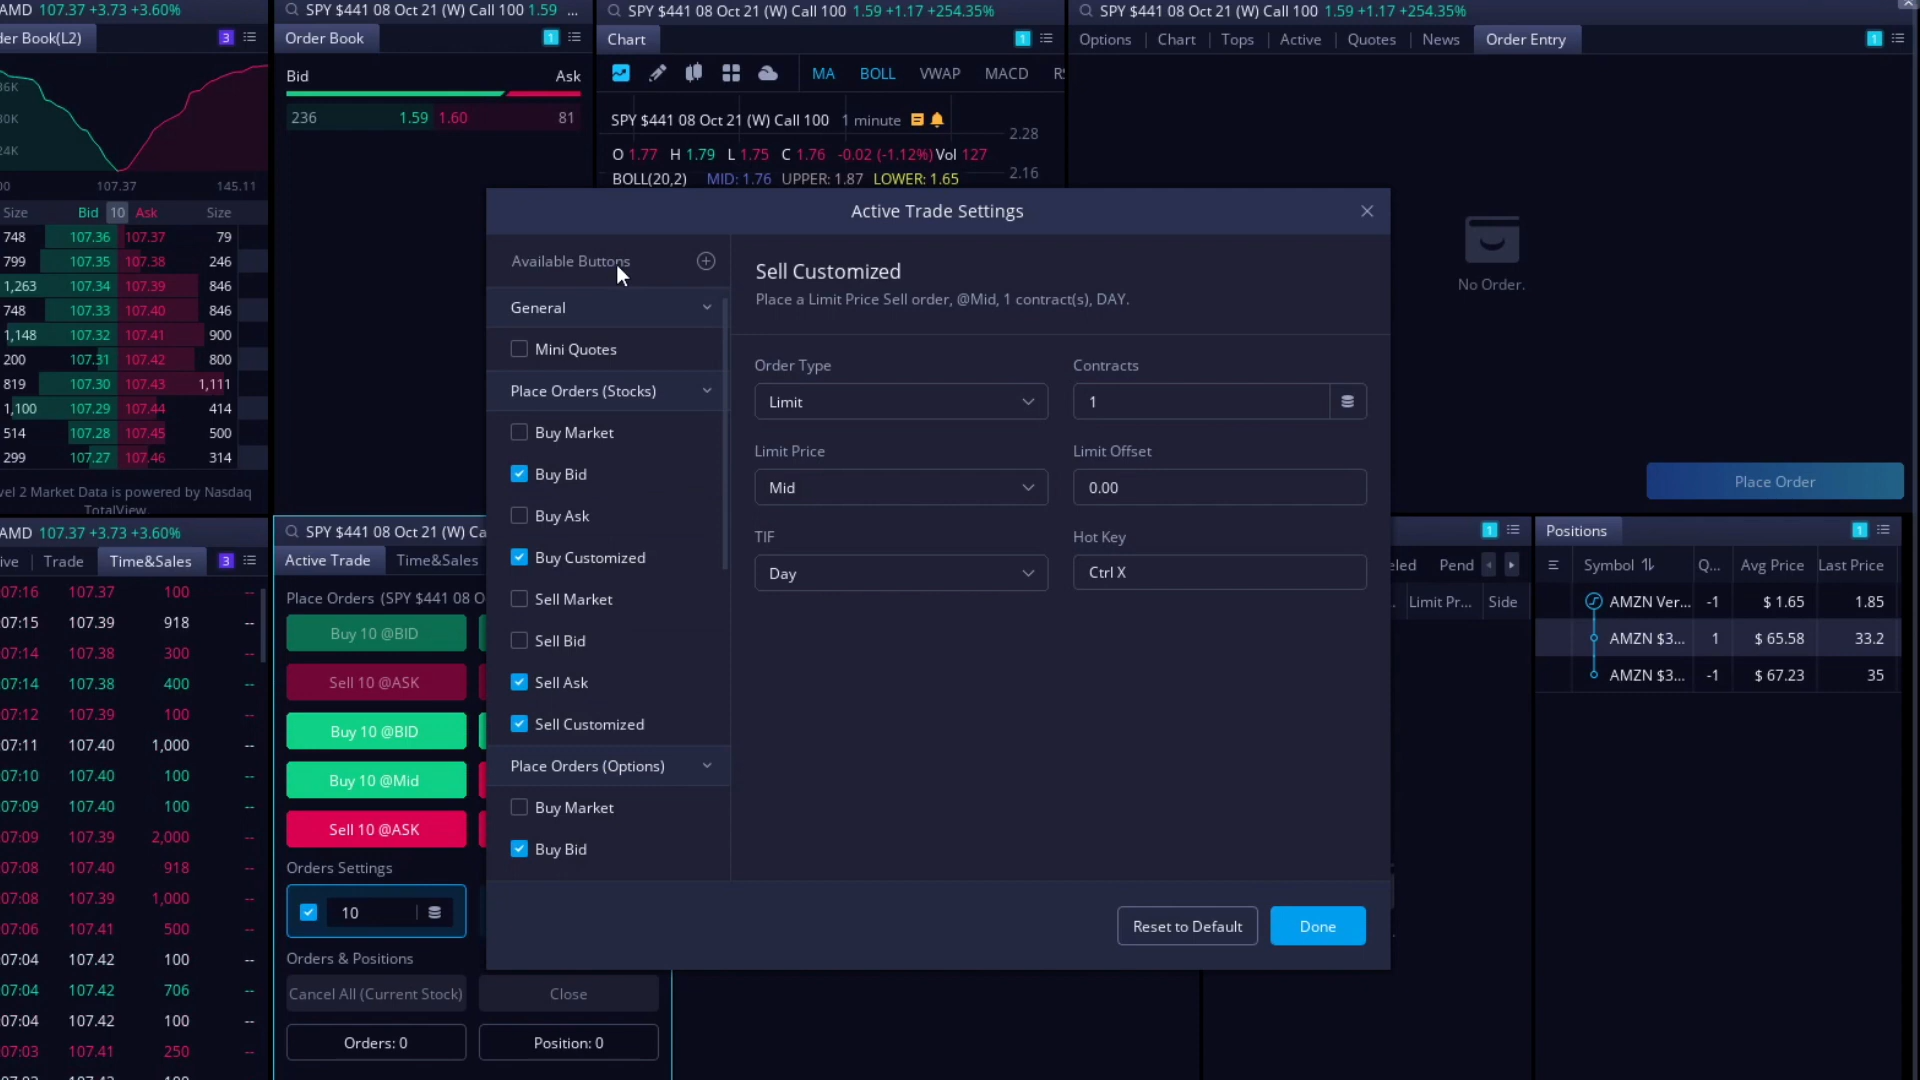 SPY $441 08 Oct 21 (W) Call 100 1.59 ...
SPY $441 08 Oct 21 (W) Call 100 1.59 +1.17 +254.35%
SPY $441 08 Oct 21 (W) Call 100 1.59 +1.17 +254.35%
107.37 +3.73 +3.60%
der Book(L2) 3
Order Book 1
Chart 1
Options Chart Tops Active Quotes News Order Entry 1
36K
30K
24K
00 107.37 145.11
Size Bid 10 Ask Size
748 107.36 107.37 79
799 107.35 107.38 246
1,263 107.34 107.39 846
748 107.33 107.40 846
1,148 107.32 107.41 900
200 107.31 107.42 800
819 107.30 107.43 1,111
1,100 107.29 107.44 414
514 107.28 107.45 500
299 107.27 107.46 314
vel 2 Market Data is powered by Nasdaq
TotalView
Bid Ask
236 1.59 1.60 81
MA BOLL VWAP MACD RS
SPY $441 08 Oct 21 (W) Call 100 1 minute
2.28
O 1.77 H 1.79 L 1.75 C 1.76 -0.02 (-1.12%) Vol 127
2.16
BOLL(20,2) MID: 1.76 UPPER: 1.87 LOWER: 1.65
No Order.
Place Order
Active Trade Settings
Available Buttons
General
Mini Quotes
Place Orders (Stocks)
Buy Market
Buy Bid
Buy Ask
Buy Customized
Sell Market
Sell Bid
Sell Ask
Sell Customized
Place Orders (Options)
Buy Market
Buy Bid
Sell Customized
Place a Limit Price Sell order, @Mid, 1 contract(s), DAY.
Order Type
Contracts
Limit
1
Limit Price
Limit Offset
Mid
0.00
TIF
Hot Key
Day
Ctrl X
Reset to Default
Done
AMD 107.37 +3.73 +3.60%
ive Trade Time&Sales 3
07:16 107.37 100 --
07:15 107.39 918 --
07:14 107.38 300 --
07:14 107.38 400 --
07:12 107.39 100 --
07:11 107.40 1,000 --
07:10 107.40 100 --
07:09 107.40 100 --
07:09 107.39 2,000 --
07:08 107.40 918 --
07:08 107.39 1,000 --
07:06 107.41 500 --
07:04 107.42 100 --
07:04 107.42 706 --
07:04 107.42 100 --
07:03 107.41 250 --
SPY $441 08 Oct 21 (W) Ca
Active Trade Time&Sales
Place Orders (SPY $441 08 O
Buy 10 @BID
Sell 10 @ASK
Buy 10 @BID
Buy 10 @Mid
Sell 10 @ASK
Orders Settings
10
Orders & Positions
Cancel All (Current Stock)
Close
Orders: 0
Position: 0
1
eled Pend
Limit Pr... Side
Positions 1
Symbol Q... Avg Price Last Price
AMZN Ver... -1 $ 1.65 1.85
AMZN $3... 1 $ 65.58 33.2
AMZN $3... -1 $ 67.23 35